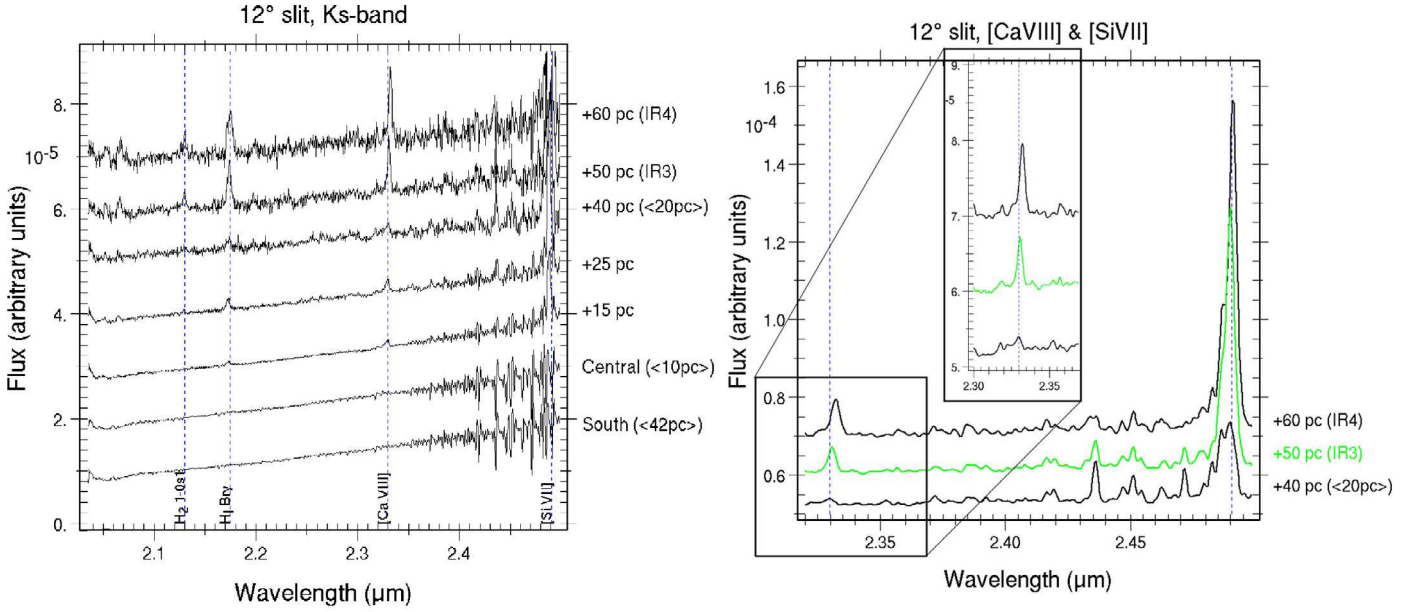 12° slit, Ks-band
8.
10⁻⁵
6.
4.
2.
0.
Flux (arbitrary units)
+60 pc (IR4)
+50 pc (IR3)
+40 pc (<20pc>)
+25 pc
+15 pc
Central (<10pc>)
South (<42pc>)
H2 1-0s1
HI Brγ
[Ca VIII]
[Si VII]
2.1
2.2
2.3
2.4
Wavelength (μm)
12° slit, [CaVIII] & [SiVII]
1.6
10⁻⁴
1.4
1.2
1.0
0.8
0.6
Flux (arbitrary units)
9.
-5
8.
7.
6.
5.
2.30
2.35
+60 pc (IR4)
+50 pc (IR3)
+40 pc (<20pc>)
2.35
2.40
2.45
Wavelength (μm)